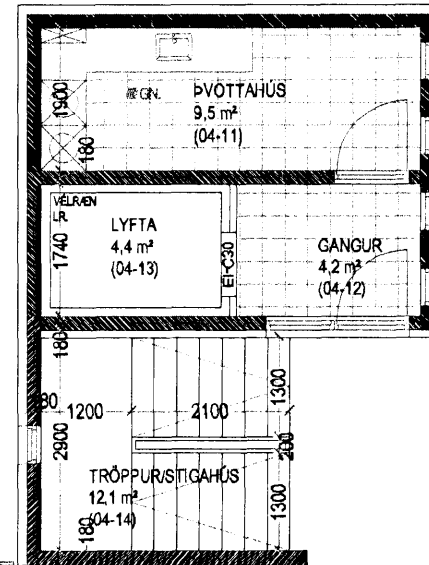 GN.
ÞVOTTAHÚS
9,5 m²
(04-11)
1900
180
VÉLRÆN
LR.
LYFTA
4,4 m²
(04-13)
1740
EI-C30
GANGUR
4,2 m²
(04-12)
180
1300
80
1200
2100
2900
200
TRÖPPUR/STIGAHÚS
12,1 m²
(04-14)
180
1300